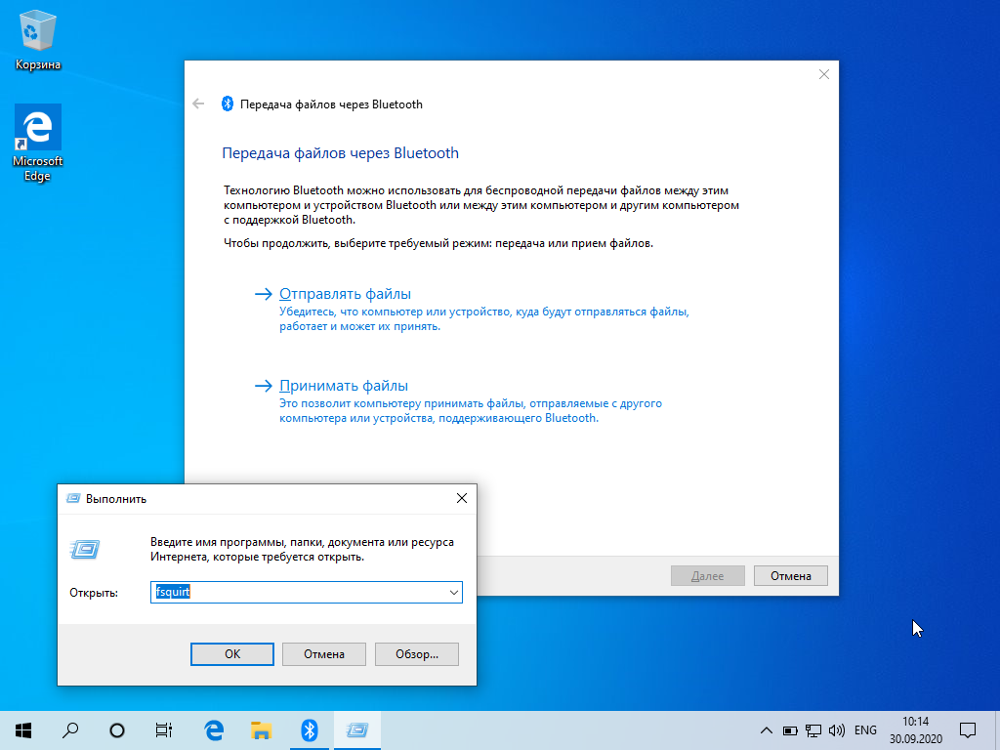 Корзина
Microsoft
Edge
Передача файлов через Bluetooth
Передача файлов через Bluetooth
Технологию Bluetooth можно использовать для беспроводной передачи файлов между этим
компьютером и устройством Bluetooth или между этим компьютером и другим компьютером
с поддержкой Bluetooth.
Чтобы продолжить, выберите требуемый режим: передача или прием файлов.
Отправлять файлы
Убедитесь, что компьютер или устройство, куда будут отправляться файлы,
работает и может их принять.
Принимать файлы
Это позволит компьютеру принимать файлы, отправляемые с другого
компьютера или устройства, поддерживающего Bluetooth.
Далее
Отмена
Выполнить
Введите имя программы, папки, документа или ресурса
Интернета, которые требуется открыть.
Открыть:
fsquirt
ОК
Отмена
Обзор...
ENG
10:14
30.09.2020